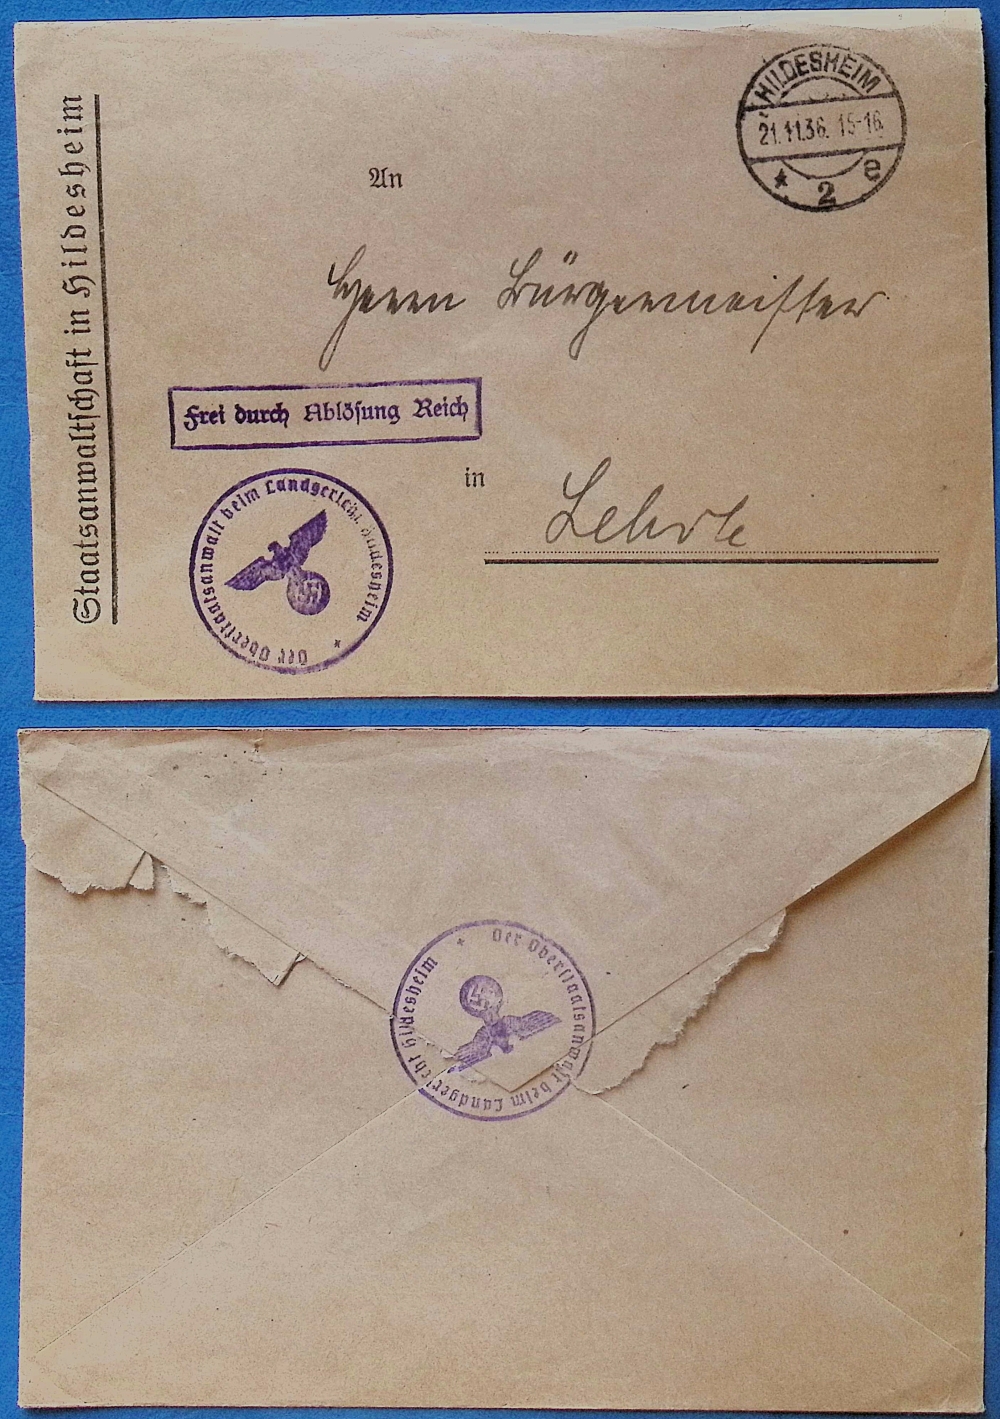 Staatsanwaltschaft in Hildesheim
HILDESHEIM
21.11.36. 15-16
* 2 e
An
Herrn Bürgermeister
Frei durch Ablösung Reich
in
Lehrte
Der Oberstaatsanwalt beim Landgericht Hildesheim *
Der Oberstaatsanwalt beim Landgericht Hildesheim *